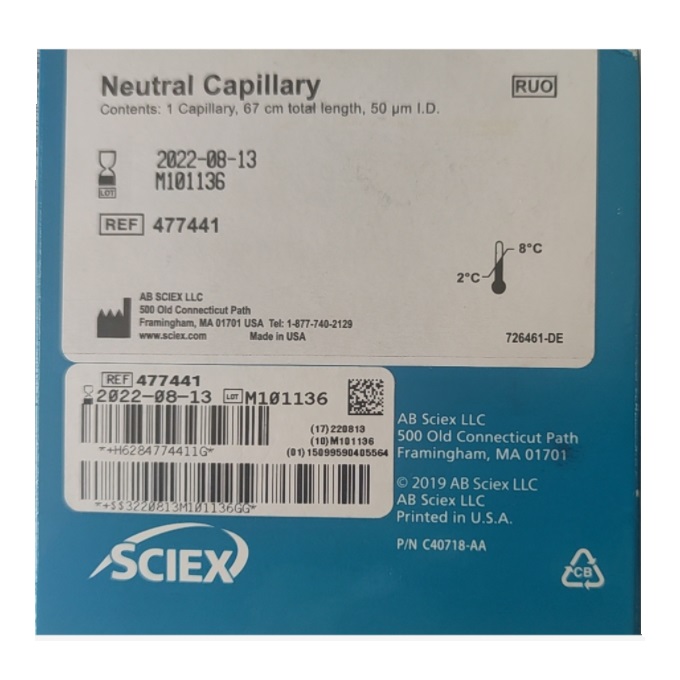 Neutral Capillary
RUO
Contents: 1 Capillary, 67 cm total length, 50 µm I.D.
2022-08-13
LOT M101136
REF 477441
8°C
2°C
AB SCIEX LLC
500 Old Connecticut Path
Framingham, MA 01701 USA Tel: 1-877-740-2129
www.sciex.com Made in USA
726461-DE
REF 477441
2022-08-13 LOT M101136
(17)220813
(10)M101136
(01)15099590405564
*+H6284774411G*
*+$$3220813M101136GG*
AB Sciex LLC
500 Old Connecticut Path
Framingham, MA 01701
© 2019 AB Sciex LLC
AB Sciex LLC
Printed in U.S.A.
P/N C40718-AA
SCIEX
CB